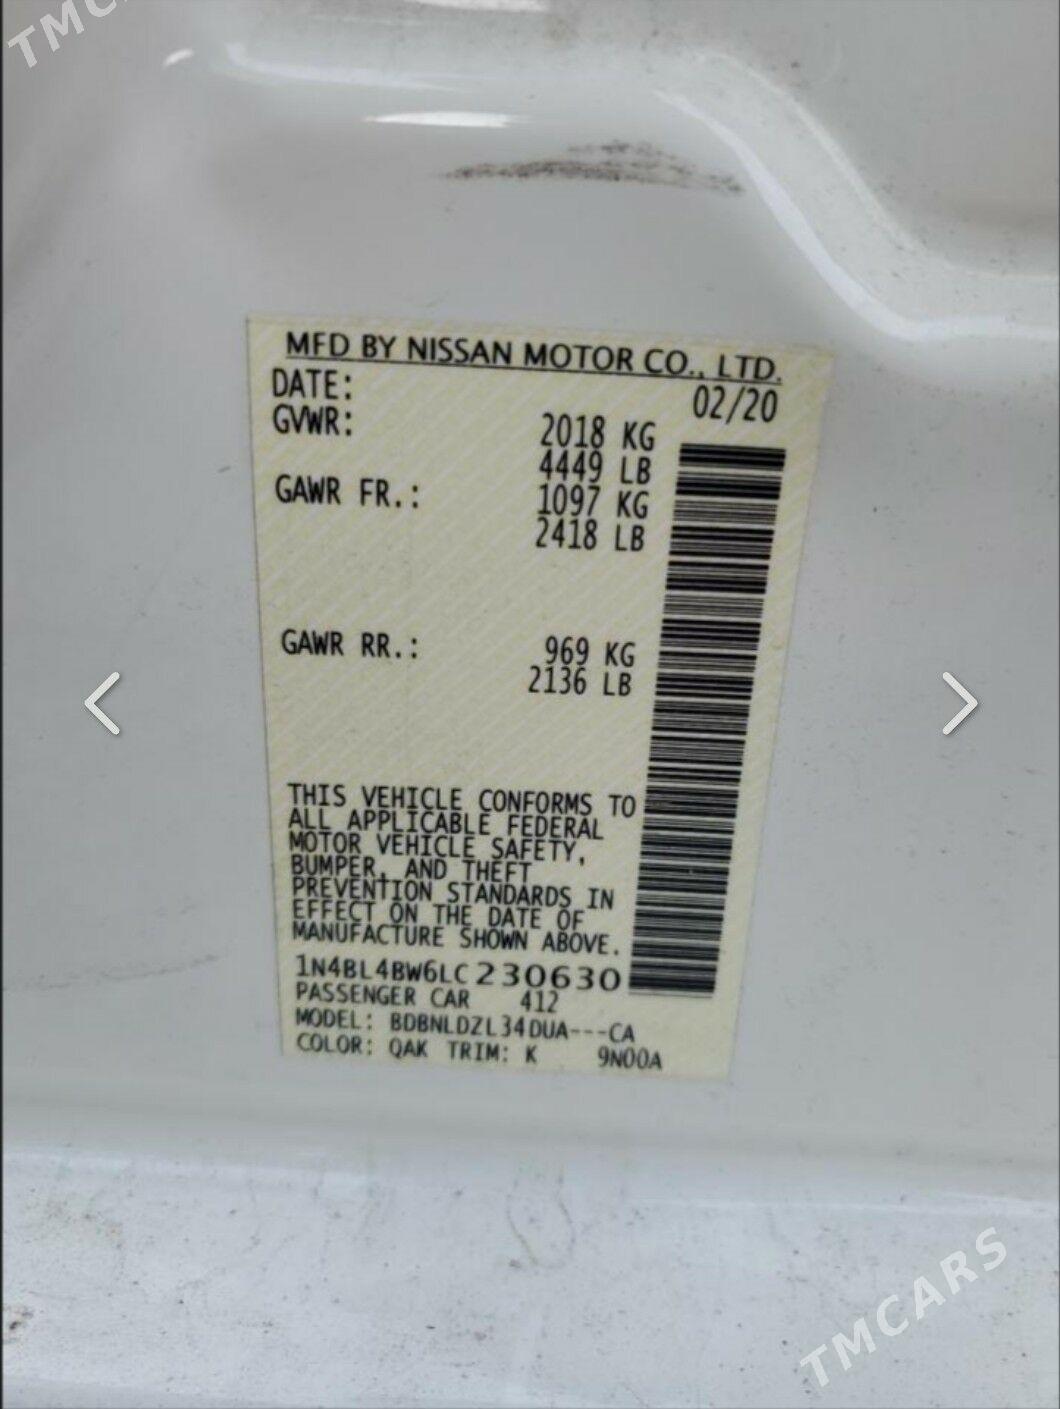 TMC
MFD BY NISSAN MOTOR CO., LTD.
DATE: 02/20
GVWR: 2018 KG
4449 LB
GAWR FR.: 1097 KG
2418 LB
GAWR RR.: 969 KG
2136 LB
THIS VEHICLE CONFORMS TO
ALL APPLICABLE FEDERAL
MOTOR VEHICLE SAFETY,
BUMPER, AND THEFT
PREVENTION STANDARDS IN
EFFECT ON THE DATE OF
MANUFACTURE SHOWN ABOVE.
1N4BL4BW6LC230630
PASSENGER CAR 412
MODEL: BDBNLDZL34DUA---CA
COLOR: QAK TRIM: K 9N00A
TMCARS